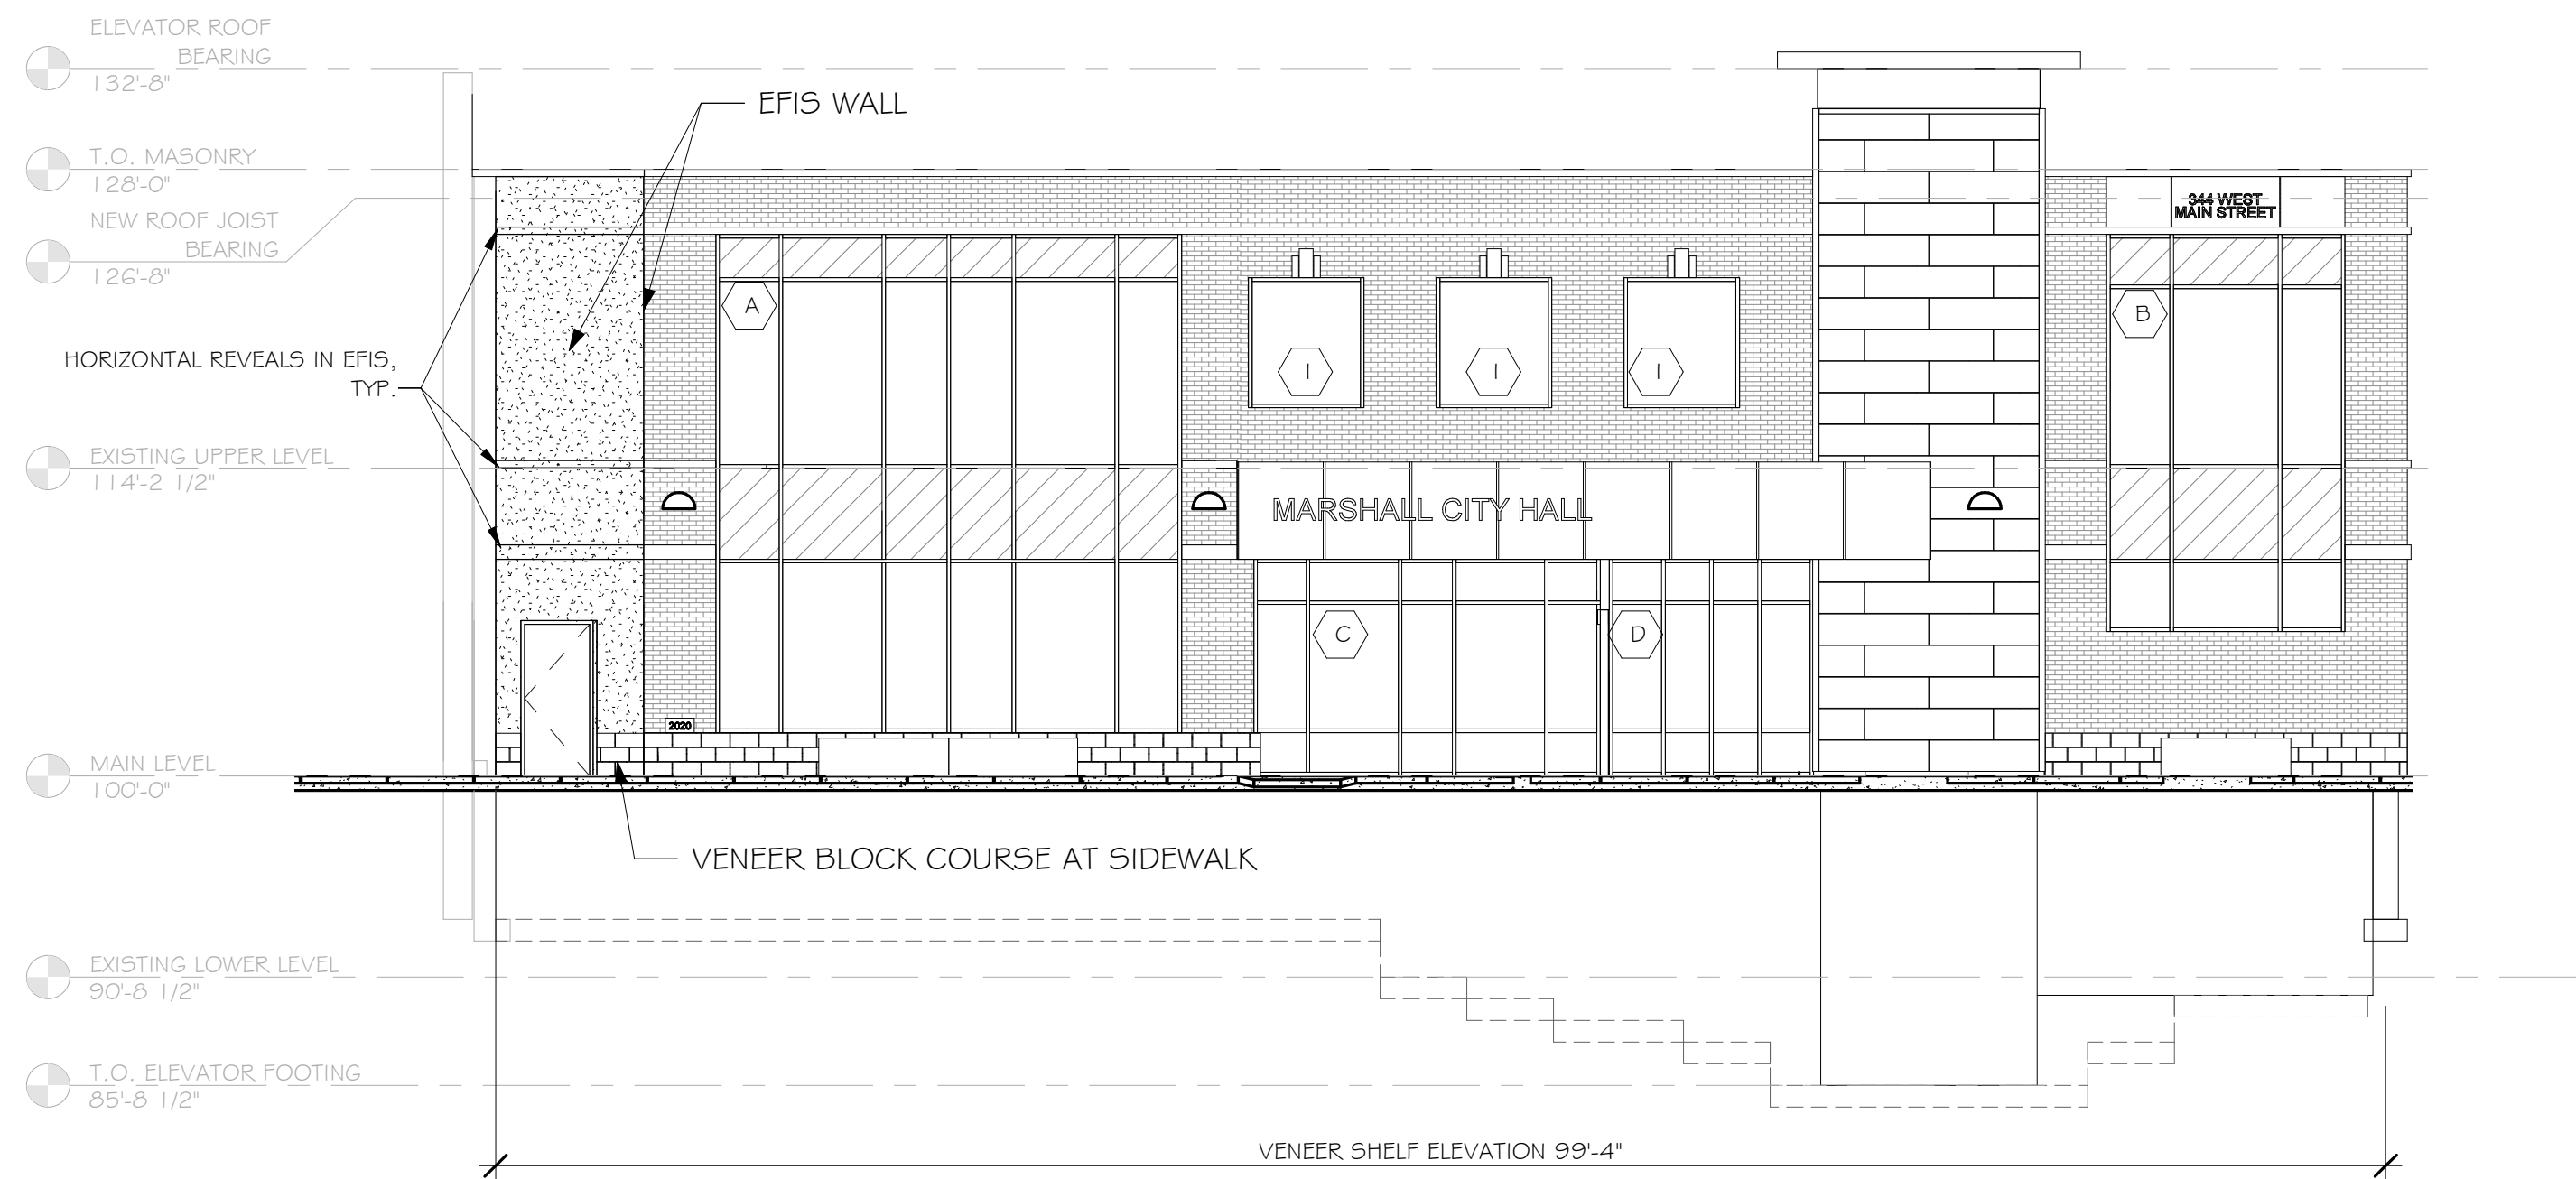 ELEVATOR ROOF
BEARING
132'-8"
EFIS WALL
T.O. MASONRY
128'-0"
NEW ROOF JOIST
BEARING
126'-8"
344 WEST
MAIN STREET
A
B
HORIZONTAL REVEALS IN EFIS,
TYP.
1
1
1
EXISTING UPPER LEVEL
114'-2 1/2"
MARSHALL CITY HALL
C
D
2020
MAIN LEVEL
100'-0"
VENEER BLOCK COURSE AT SIDEWALK
EXISTING LOWER LEVEL
90'-8 1/2"
T.O. ELEVATOR FOOTING
85'-8 1/2"
VENEER SHELF ELEVATION 99'-4"